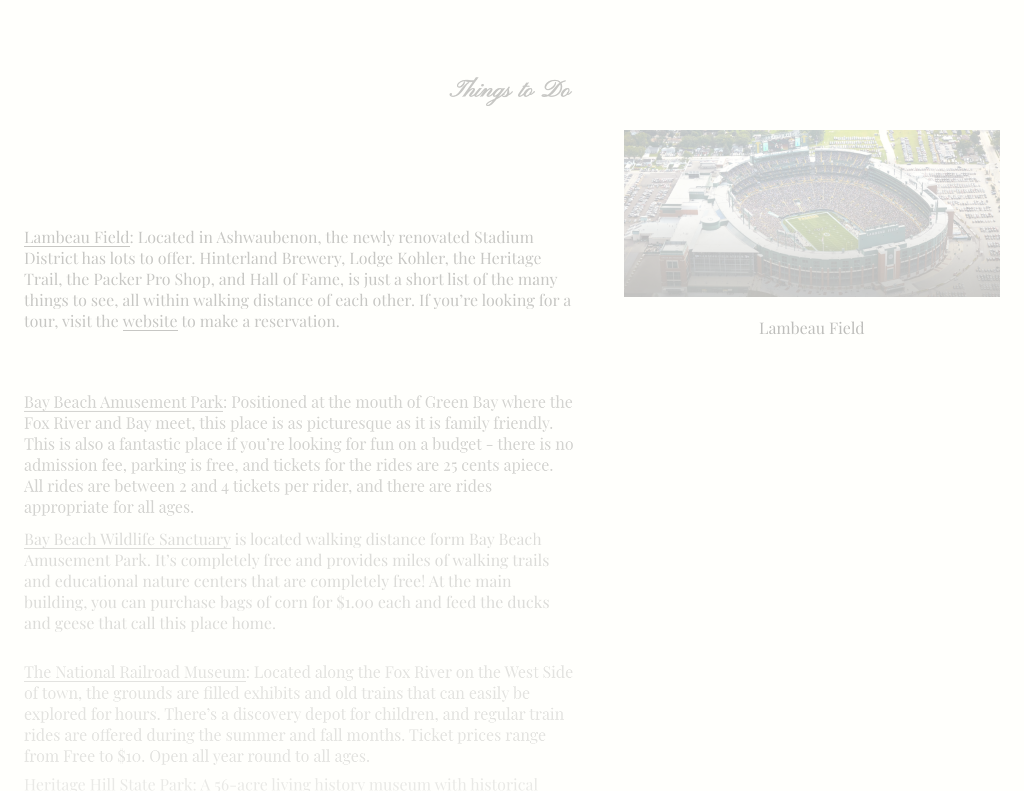 Things to Do
Lambeau Field: Located in Ashwaubenon, the newly renovated Stadium
District has lots to offer. Hinterland Brewery, Lodge Kohler, the Heritage
Trail, the Packer Pro Shop, and Hall of Fame, is just a short list of the many
things to see, all within walking distance of each other. If you're looking for a
tour, visit the website to make a reservation.
Lambeau Field
Bay Beach Amusement Park: Positioned at the mouth of Green Bay where the
Fox River and Bay meet, this place is as picturesque as it is family friendly.
This is also a fantastic place if you're looking for fun on a budget - there is no
admission fee, parking is free, and tickets for the rides are 25 cents apiece.
All rides are between 2 and 4 tickets per rider, and there are rides
appropriate for all ages.
Bay Beach Wildlife Sanctuary is located walking distance form Bay Beach
Amusement Park. It's completely free and provides miles of walking trails
and educational nature centers that are completely free! At the main
building, you can purchase bags of corn for $1.00 each and feed the ducks
and geese that call this place home.
The National Railroad Museum: Located along the Fox River on the West Side
of town, the grounds are filled exhibits and old trains that can easily be
explored for hours. There's a discovery depot for children, and regular train
rides are offered during the summer and fall months. Ticket prices range
from Free to $10. Open all year round to all ages.
Heritage Hill State Park: A 56-acre living history museum with historical